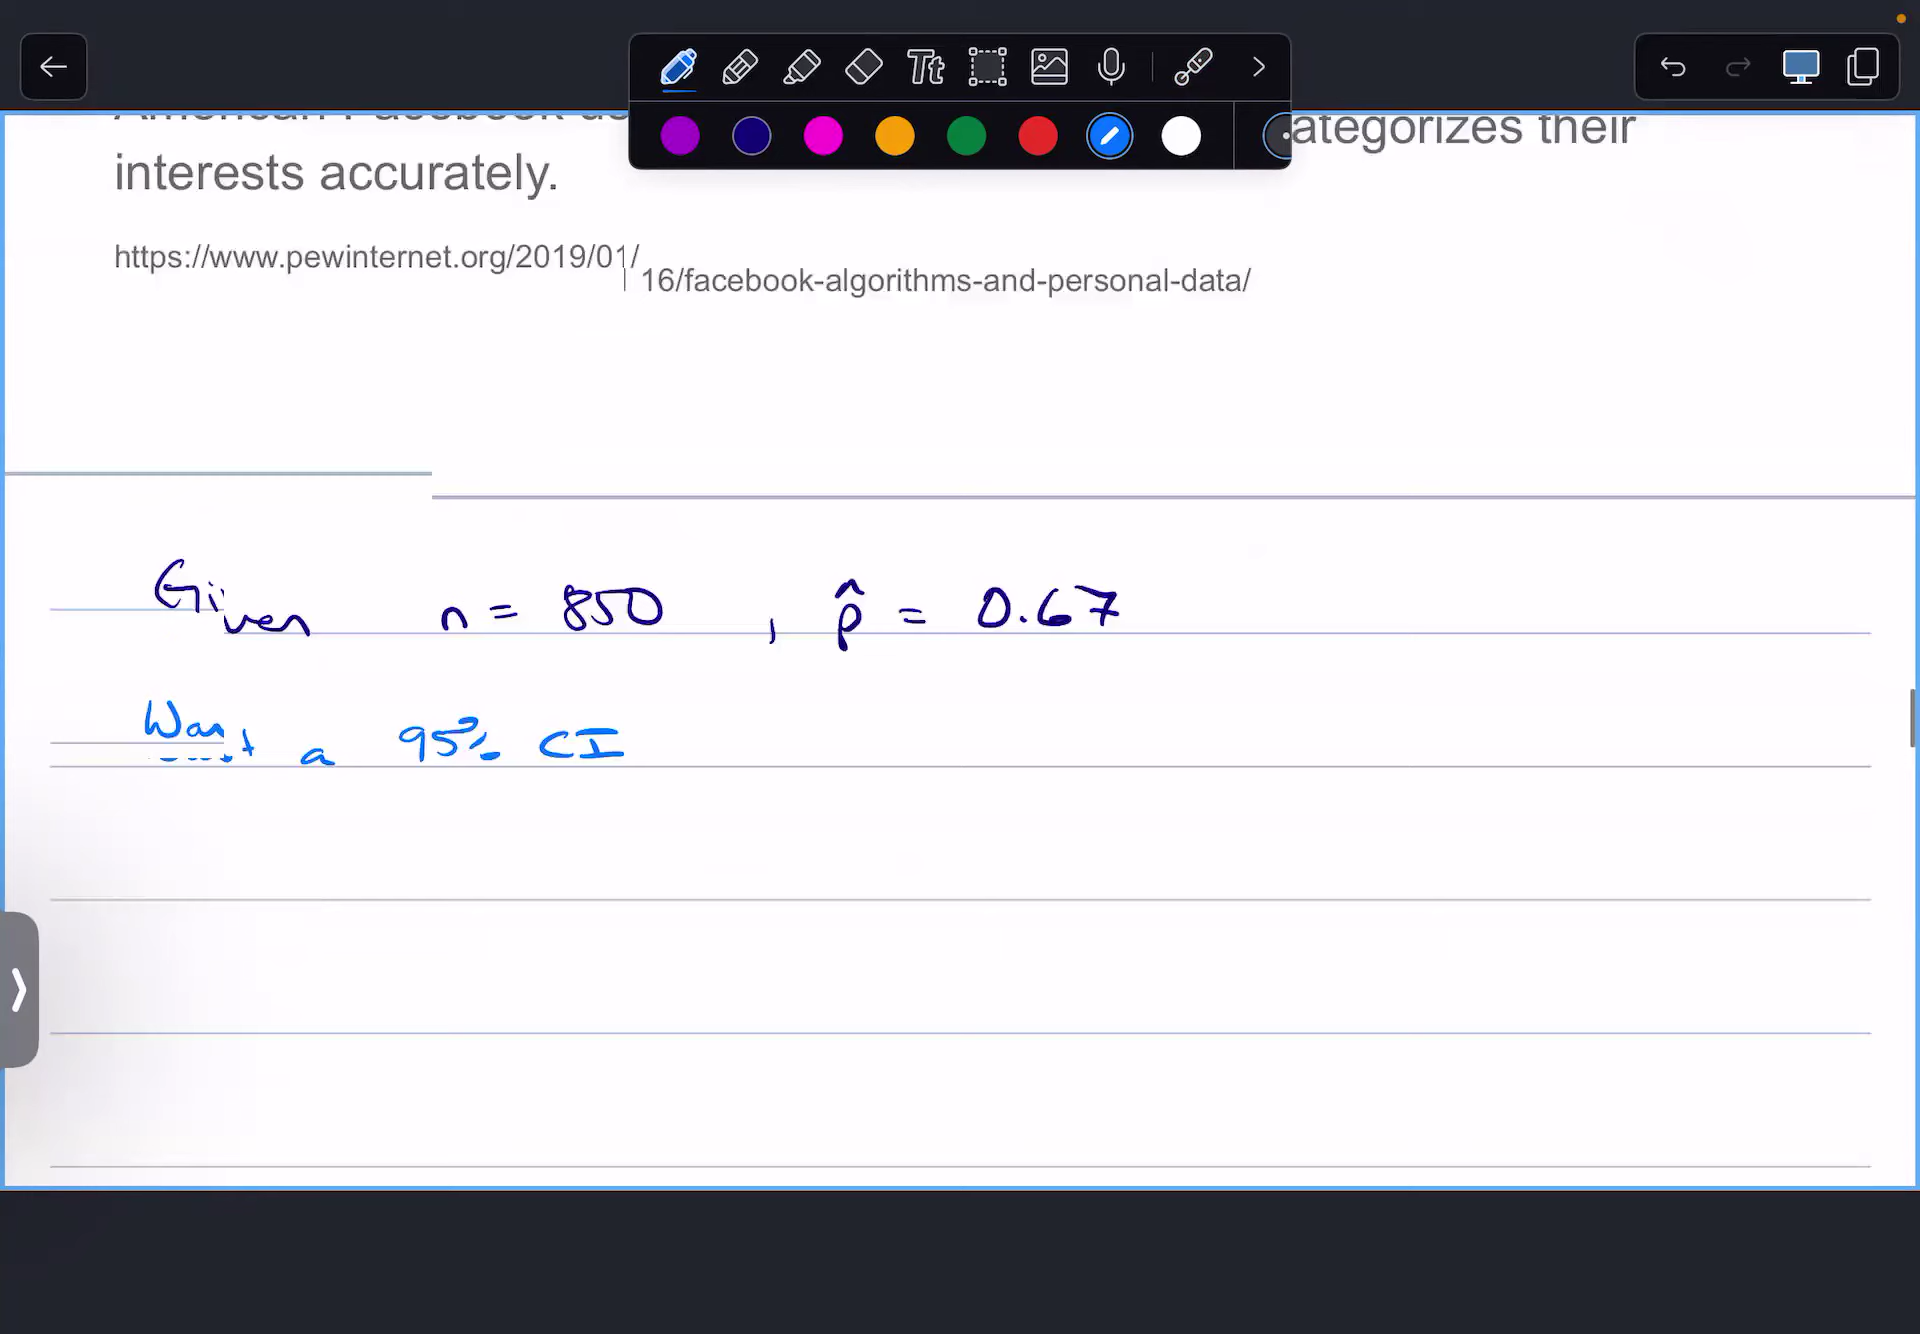 ategorizes their
interests accurately.
https://www.pewinternet.org/2019/01/
16/facebook-algorithms-and-personal-data/
Given n = 850 , p̂ = 0.67
Want a 95% CI
Tt